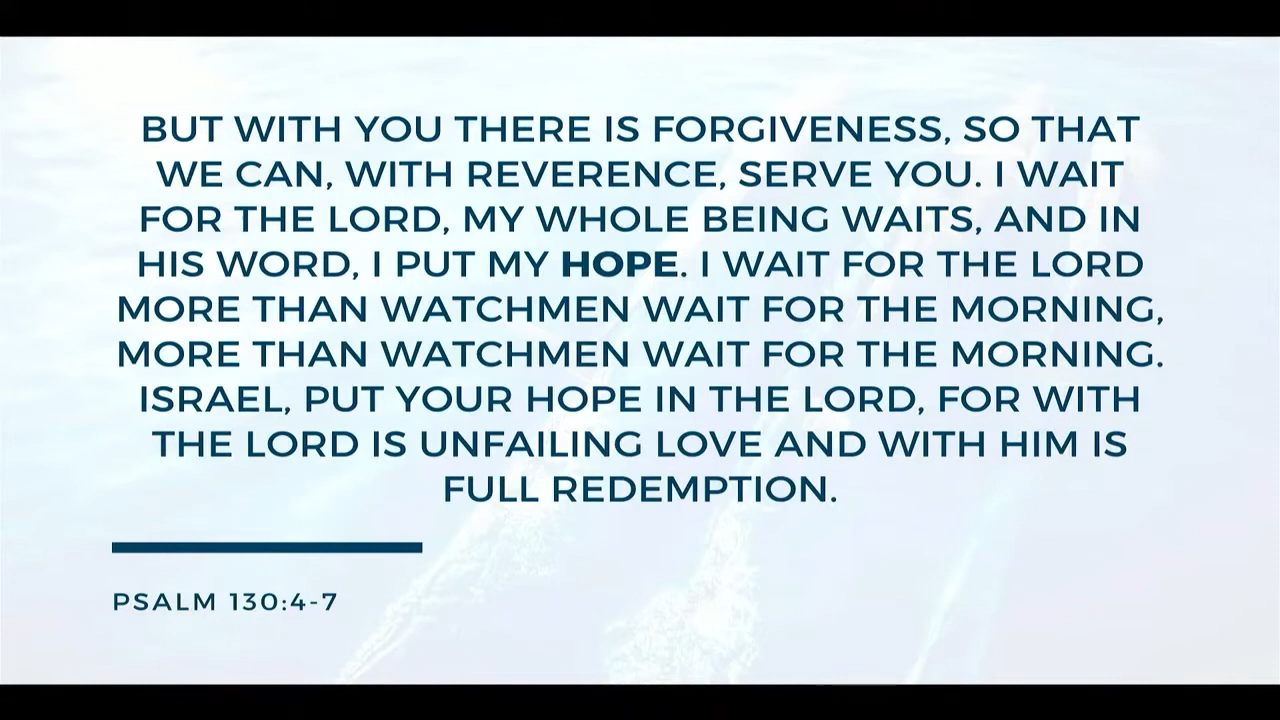 BUT WITH YOU THERE IS FORGIVENESS, SO THAT
WE CAN, WITH REVERENCE, SERVE YOU. I WAIT
FOR THE LORD, MY WHOLE BEING WAITS, AND IN
HIS WORD, I PUT MY HOPE. I WAIT FOR THE LORD
MORE THAN WATCHMEN WAIT FOR THE MORNING,
MORE THAN WATCHMEN WAIT FOR THE MORNING.
ISRAEL, PUT YOUR HOPE IN THE LORD, FOR WITH
THE LORD IS UNFAILING LOVE AND WITH HIM IS
FULL REDEMPTION.
PSALM 130:4-7